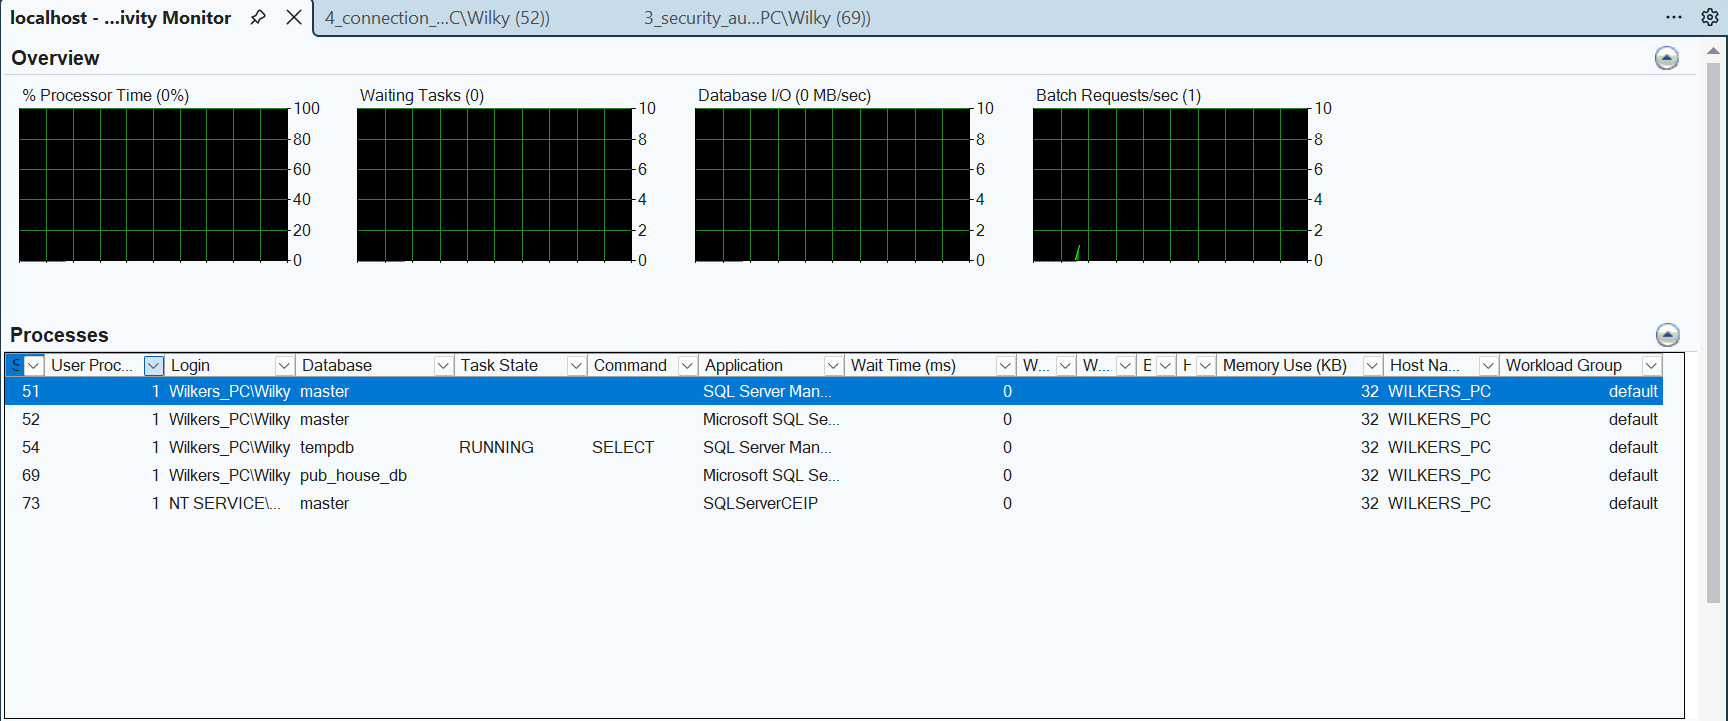 localhost - ...ivity Monitor 4_connection_...C\Wilky (52)) 3_security_au...PC\Wilky (69))
Overview
% Processor Time (0%) Waiting Tasks (0) Database I/O (0 MB/sec) Batch Requests/sec (1)
100 10 10 10
80 8 8 8
60 6 6 6
40 4 4 4
20 2 2 2
0 0 0 0
Processes
S User Proc... Login Database Task State Command Application Wait Time (ms) W... W... Memory Use (KB) Host Na... Workload Group
51 1 Wilkers_PC\Wilky master SQL Server Man... 0 32 WILKERS_PC default
52 1 Wilkers_PC\Wilky master Microsoft SQL Se... 0 32 WILKERS_PC default
54 1 Wilkers_PC\Wilky tempdb RUNNING SELECT SQL Server Man... 0 32 WILKERS_PC default
69 1 Wilkers_PC\Wilky pub_house_db Microsoft SQL Se... 0 32 WILKERS_PC default
73 1 NT SERVICE\... master SQLServerCEIP 0 32 WILKERS_PC default